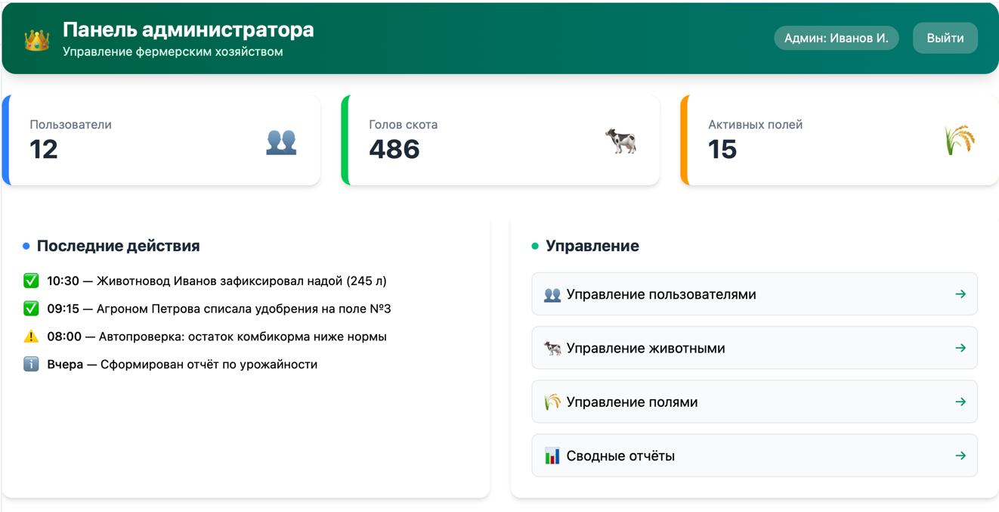 Панель администратора
Управление фермерским хозяйством
Админ: Иванов И.
Выйти
Пользователи
12
Голов скота
486
Активных полей
15
Последние действия
10:30 — Животновод Иванов зафиксировал надой (245 л)
09:15 — Агроном Петрова списала удобрения на поле №3
08:00 — Автопроверка: остаток комбикорма ниже нормы
Вчера — Сформирован отчёт по урожайности
Управление
Управление пользователями
Управление животными
Управление полями
Сводные отчёты